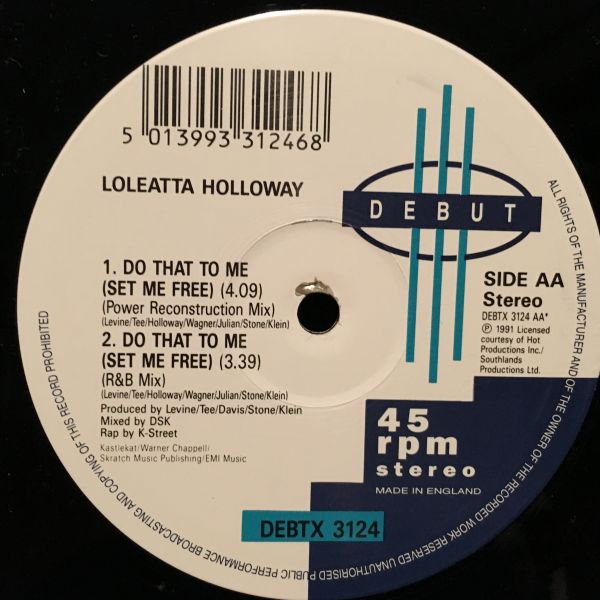 5 013993 312468
LOLEATTA HOLLOWAY
DEBUT
1. DO THAT TO ME
(SET ME FREE) (4.09)
(Power Reconstruction Mix)
(Levine/Tee/Holloway/Wagner/Julian/Stone/Klein)
2. DO THAT TO ME
(SET ME FREE) (3.39)
(R&B Mix)
(Levine/Tee/Holloway/Wagner/Julian/Stone/Klein)
Produced by Levine/Tee/Davis/Stone/Klein
Mixed by DSK
Rap by K-Street
Kastlekat/Warner Chappell/
Skratch Music Publishing/EMI Music
SIDE AA
Stereo
DEBTX 3124 AA*
℗ 1991 Licensed
courtesy of Hot
Productions Inc./
Southlands
Productions Ltd.
45
rpm
stereo
MADE IN ENGLAND
DEBTX 3124
ALL RIGHTS OF THE MANUFACTURER AND OF THE OWNER OF THE RECORDED WORK RESERVED UNAUTHORISED PUBLIC PERFORMANCE BROADCASTING AND COPYING OF THIS RECORD PROHIBITED